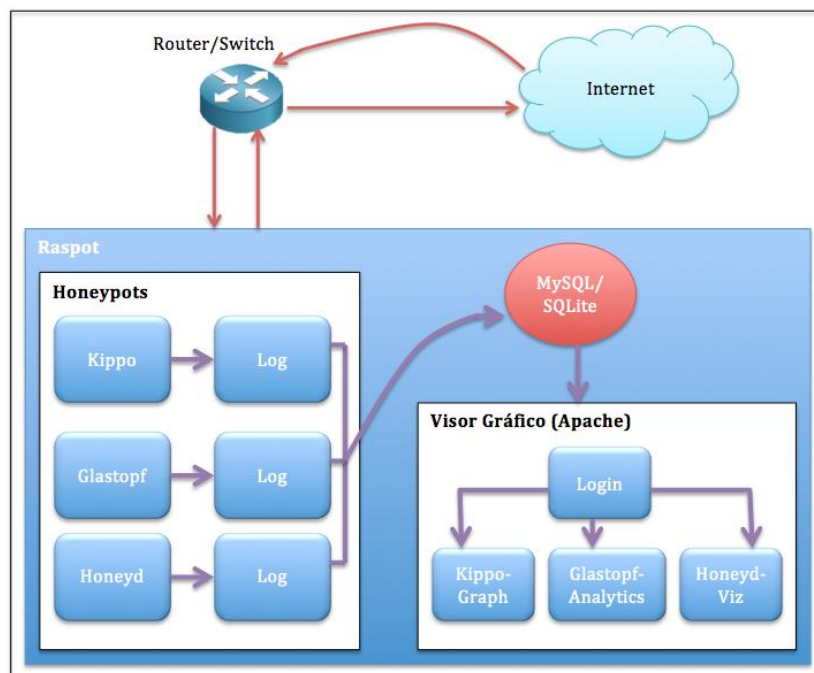 Router/Switch
Internet
Raspot
Honeypots
Kippo
Log
Glastopf
Log
Honeyd
Log
MySQL/
SQLite
Visor Gráfico (Apache)
Login
Kippo-
Graph
Glastopf-
Analytics
Honeyd-
Viz